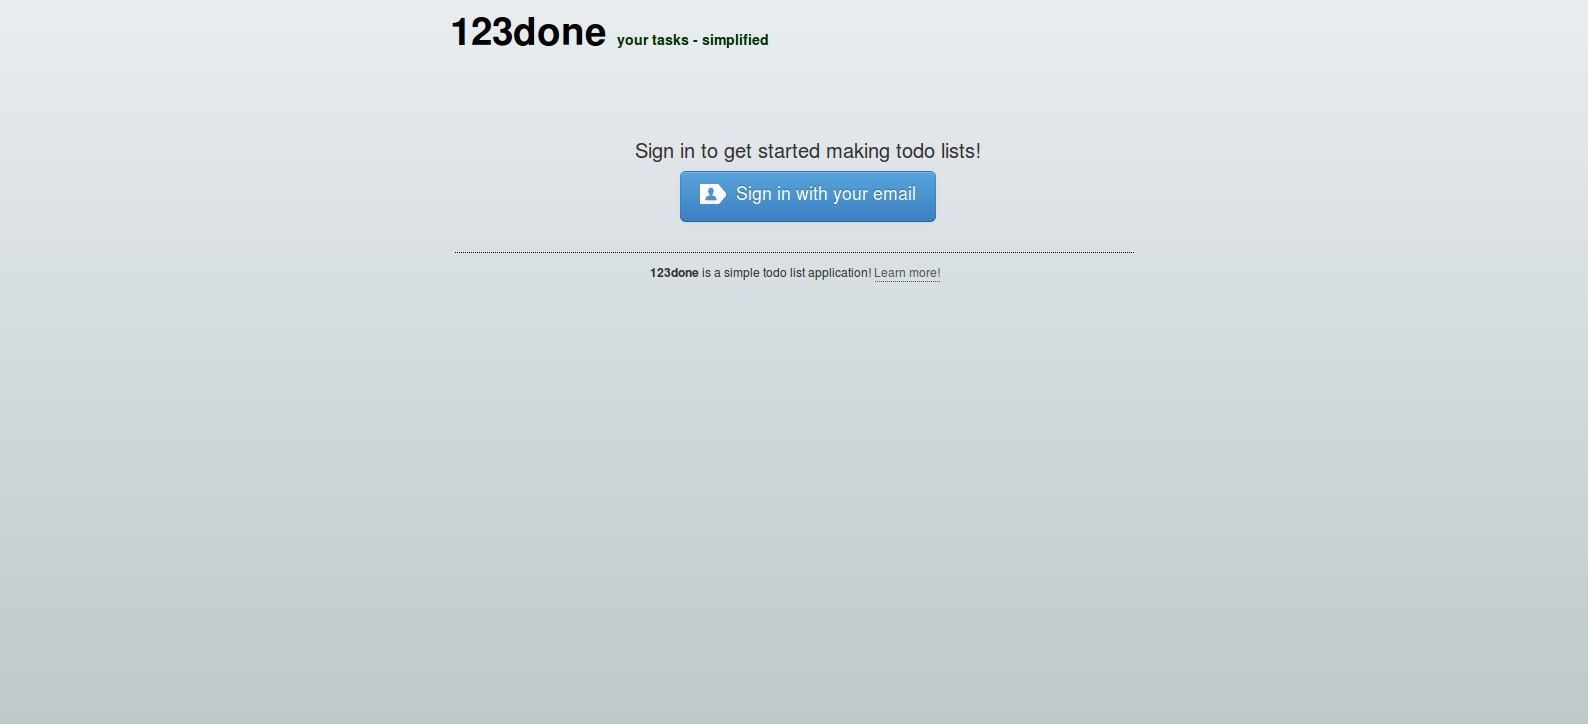 123done your tasks - simplified
Sign in to get started making todo lists!
Sign in with your email
123done is a simple todo list application! Learn more!